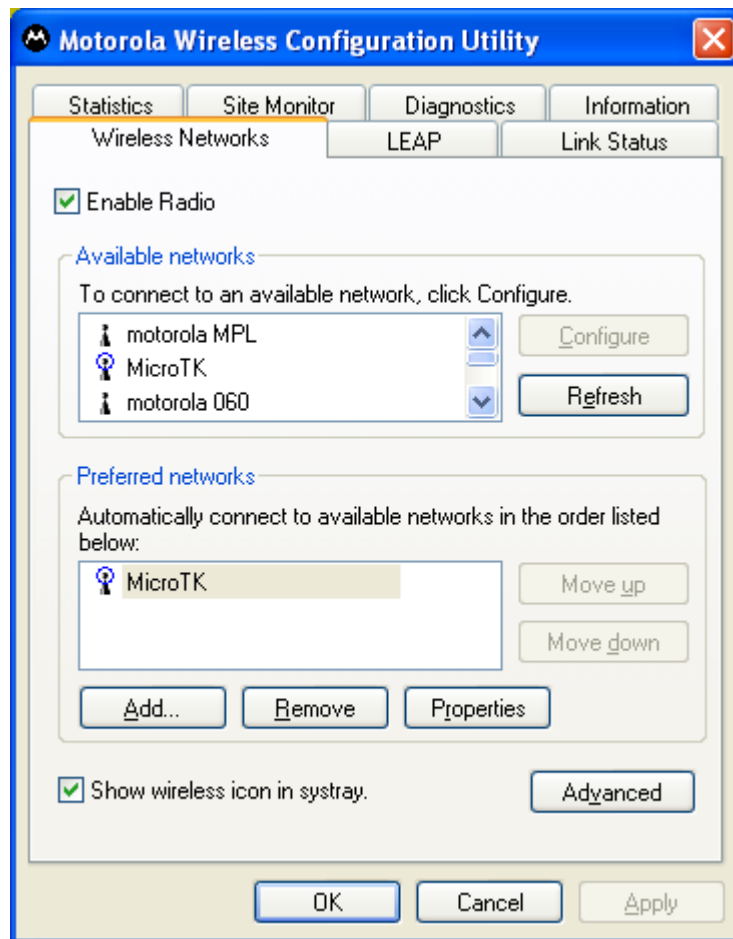 Motorola Wireless Configuration Utility
Statistics Site Monitor Diagnostics Information
Wireless Networks LEAP Link Status
Enable Radio
Available networks
To connect to an available network, click Configure.
motorola MPL
MicroTK
motorola 060
Configure
Refresh
Preferred networks
Automatically connect to available networks in the order listed
below:
MicroTK
Move up
Move down
Add... Remove Properties
Show wireless icon in systray. Advanced
OK Cancel Apply